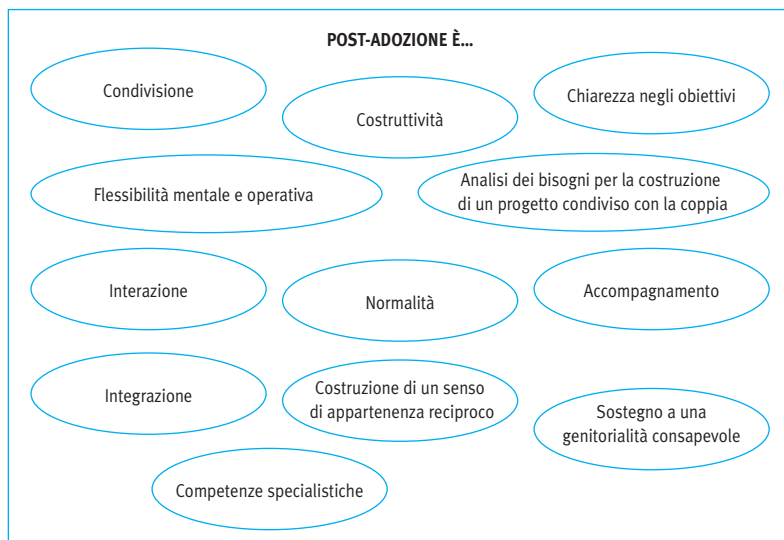 POST-ADOZIONE È...
Condivisione
Costruttività
Chiarezza negli obiettivi
Flessibilità mentale e operativa
Analisi dei bisogni per la costruzione
di un progetto condiviso con la coppia
Interazione
Normalità
Accompagnamento
Integrazione
Costruzione di un senso
di appartenenza reciproco
Sostegno a una
genitorialità consapevole
Competenze specialistiche